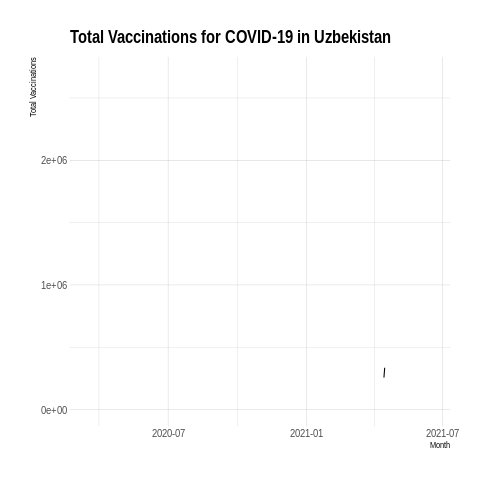 Total Vaccinations for COVID-19 in Uzbekistan
Total Vaccinations
2e+06
1e+06
0e+00
2020-07 2021-01 2021-07
Month